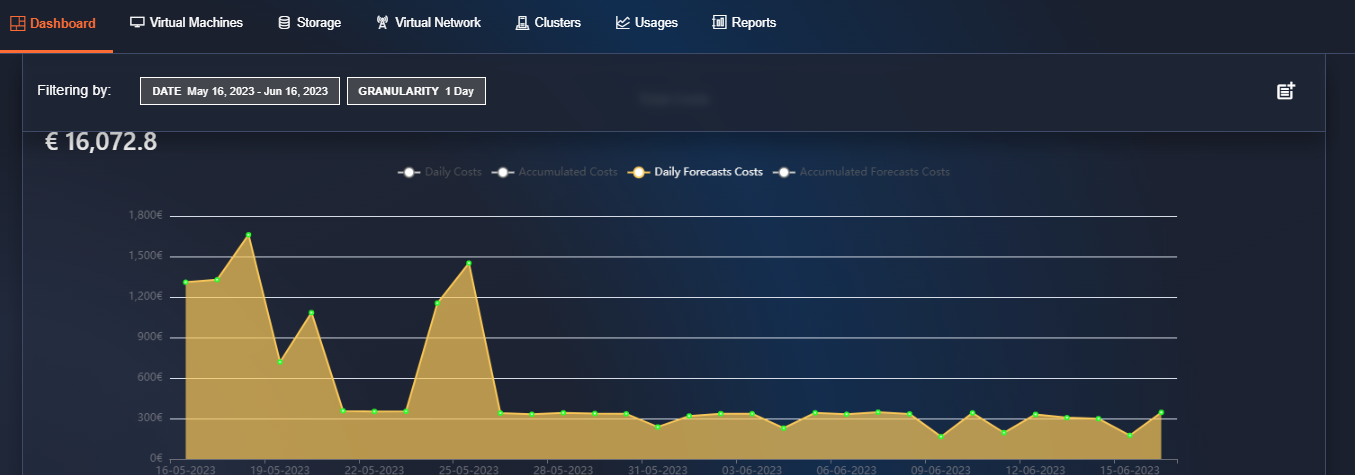 Dashboard Virtual Machines Storage Virtual Network Clusters Usages Reports
Filtering by: DATE May 16, 2023 - Jun 16, 2023 GRANULARITY 1 Day
€ 16,072.8
Daily Costs Accumulated Costs Daily Forecasts Costs Accumulated Forecasts Costs
1,800€
1,500€
1,200€
900€
600€
300€
0€
16-05-2023 19-05-2023 22-05-2023 25-05-2023 28-05-2023 31-05-2023 03-06-2023 06-06-2023 09-06-2023 12-06-2023 15-06-2023